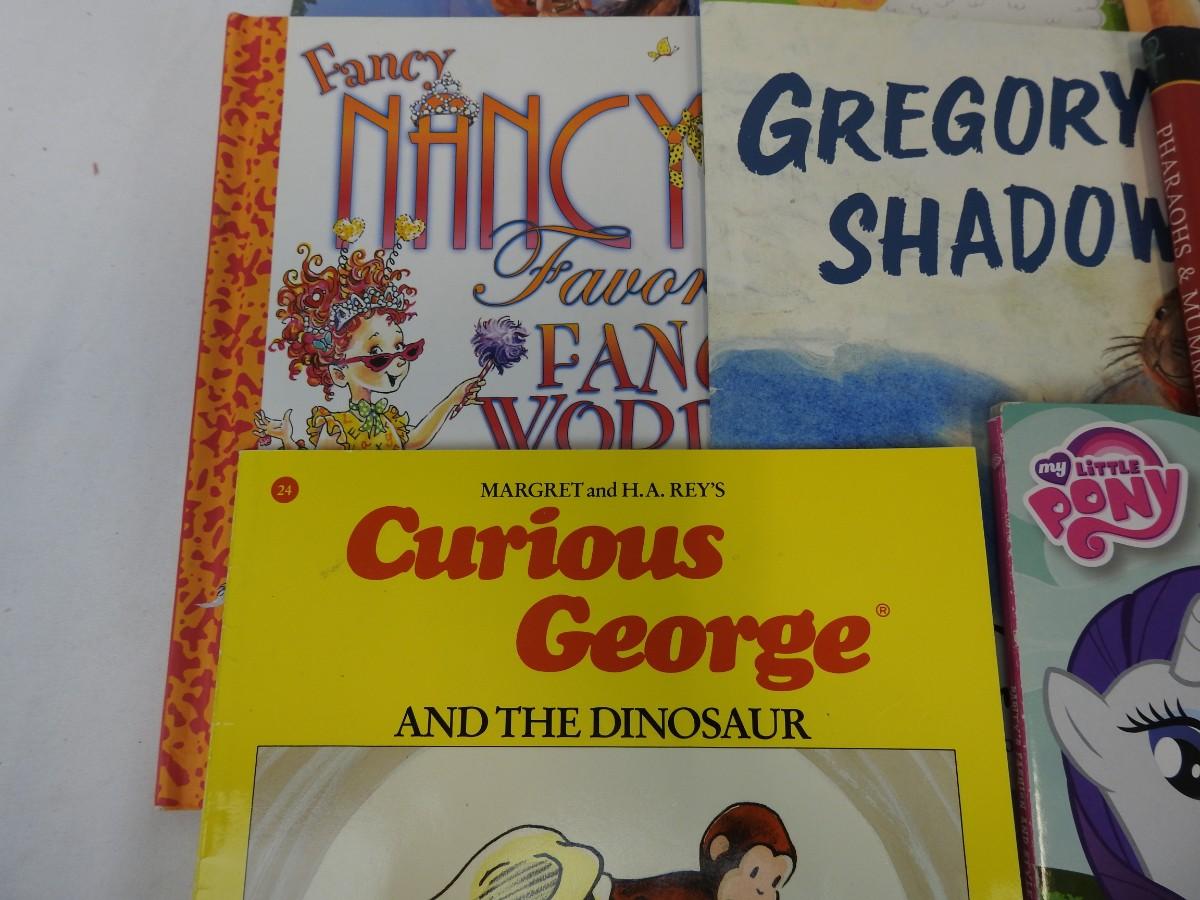 Fancy
NANCY
Favor
FANC
WORD
GREGORY
SHADOW
PHARAOHS & MUMM
24
MARGRET and H.A. REY'S
Curious
George®
AND THE DINOSAUR
my LITTLE
PONY